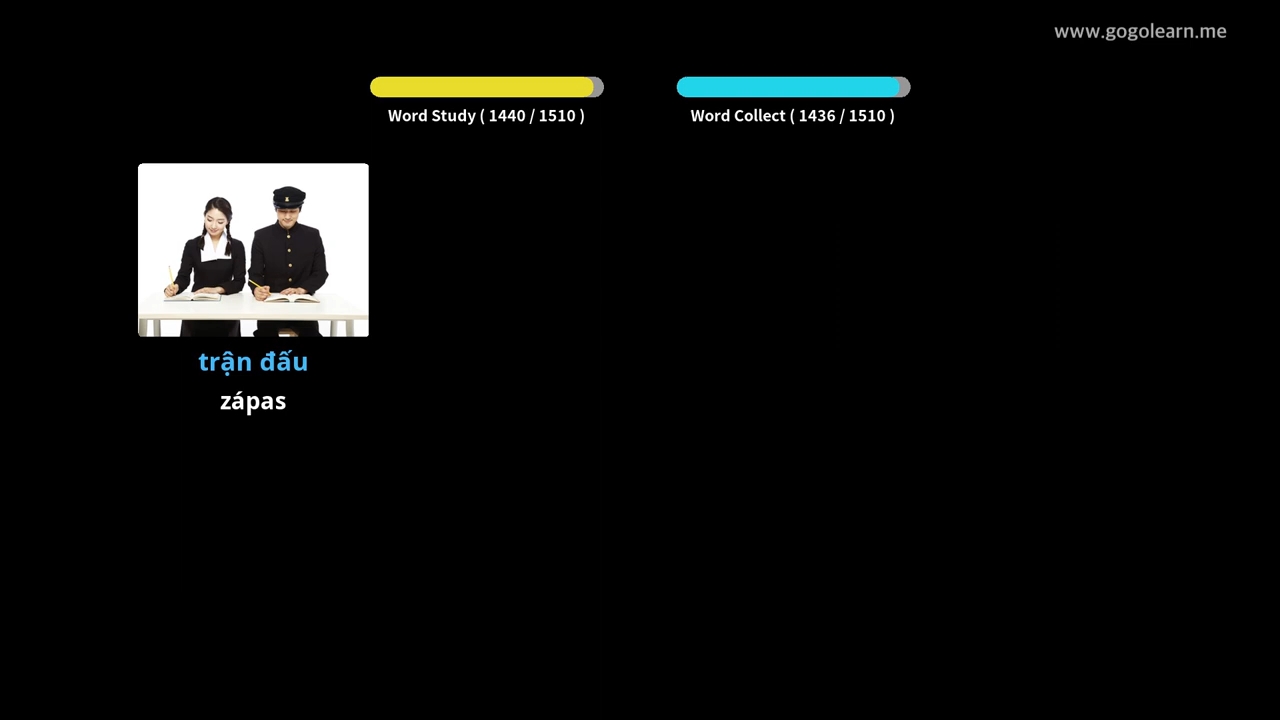 www.gogolearn.me
Word Study ( 1440 / 1510 )
Word Collect ( 1436 / 1510 )
trận đấu
zápas